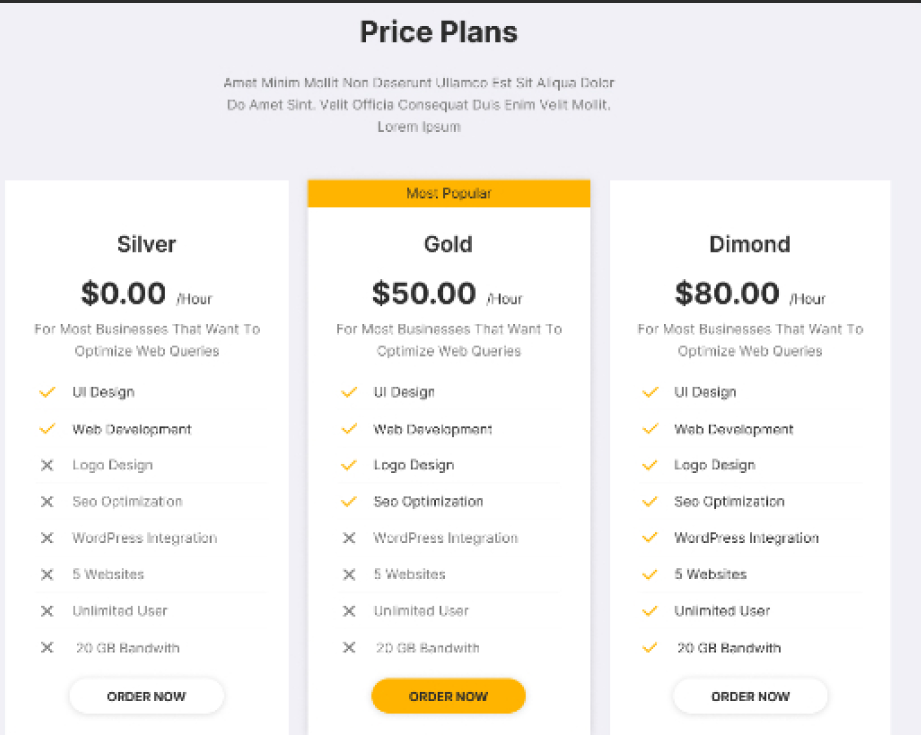 Price Plans
Amet Minim Mollit Non Deserunt Ullamco Est Sit Aliqua Dolor
Do Amet Sint. Velit Officia Consequat Duis Enim Velit Mollit.
Lorem Ipsum
Silver
$0.00 /Hour
For Most Businesses That Want To
Optimize Web Queries
UI Design
Web Development
Logo Design
Seo Optimization
WordPress Integration
5 Websites
Unlimited User
20 GB Bandwith
ORDER NOW
Most Popular
Gold
$50.00 /Hour
For Most Businesses That Want To
Optimize Web Queries
UI Design
Web Development
Logo Design
Seo Optimization
WordPress Integration
5 Websites
Unlimited User
20 GB Bandwith
ORDER NOW
Dimond
$80.00 /Hour
For Most Businesses That Want To
Optimize Web Queries
UI Design
Web Development
Logo Design
Seo Optimization
WordPress Integration
5 Websites
Unlimited User
20 GB Bandwith
ORDER NOW